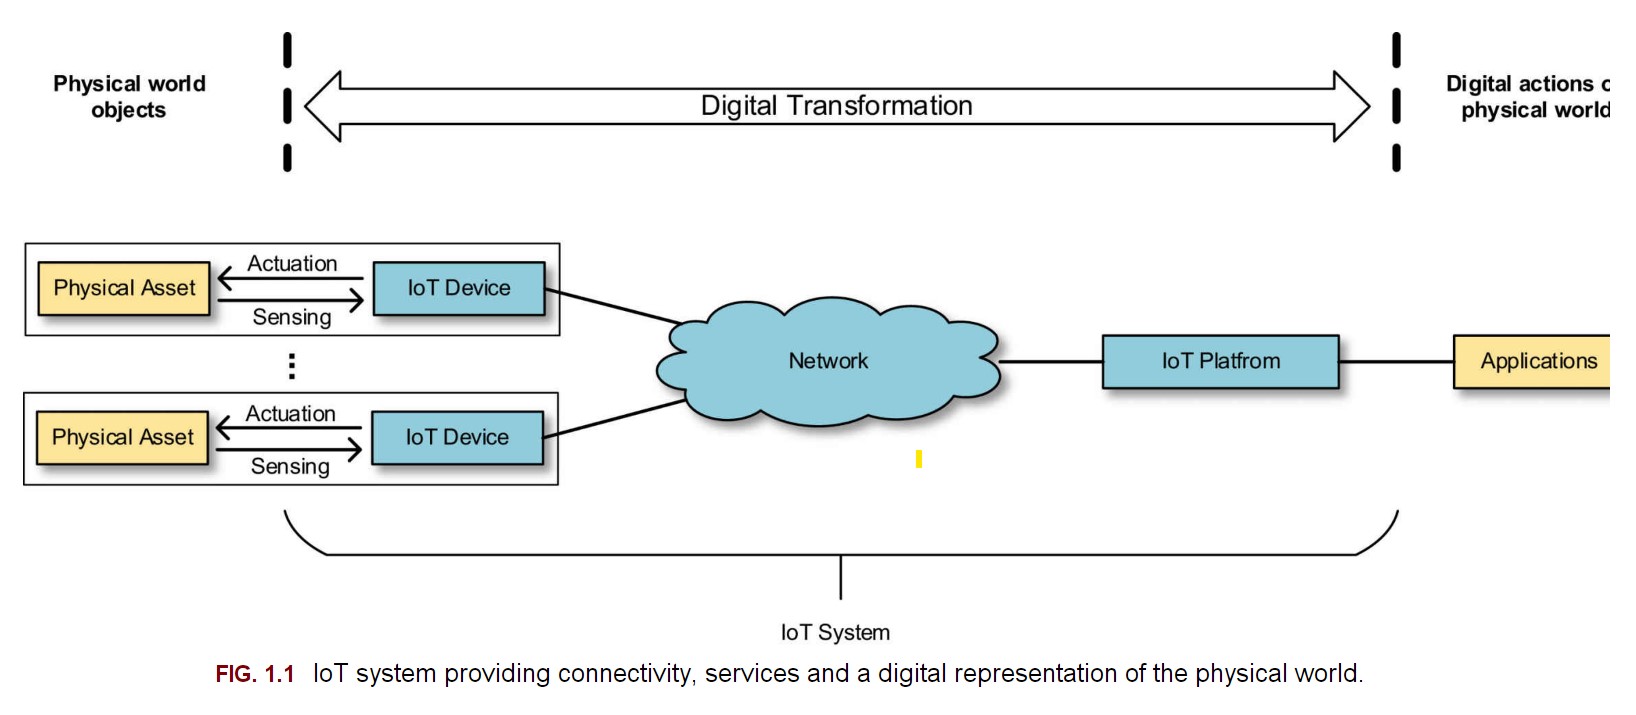 Physical world
objects
Digital Transformation
Digital actions
physical world
Actuation
Physical Asset
IoT Device
Sensing
Network
IoT Platfrom
Applications
Actuation
Physical Asset
IoT Device
Sensing
IoT System
FIG. 1.1 IoT system providing connectivity, services and a digital representation of the physical world.